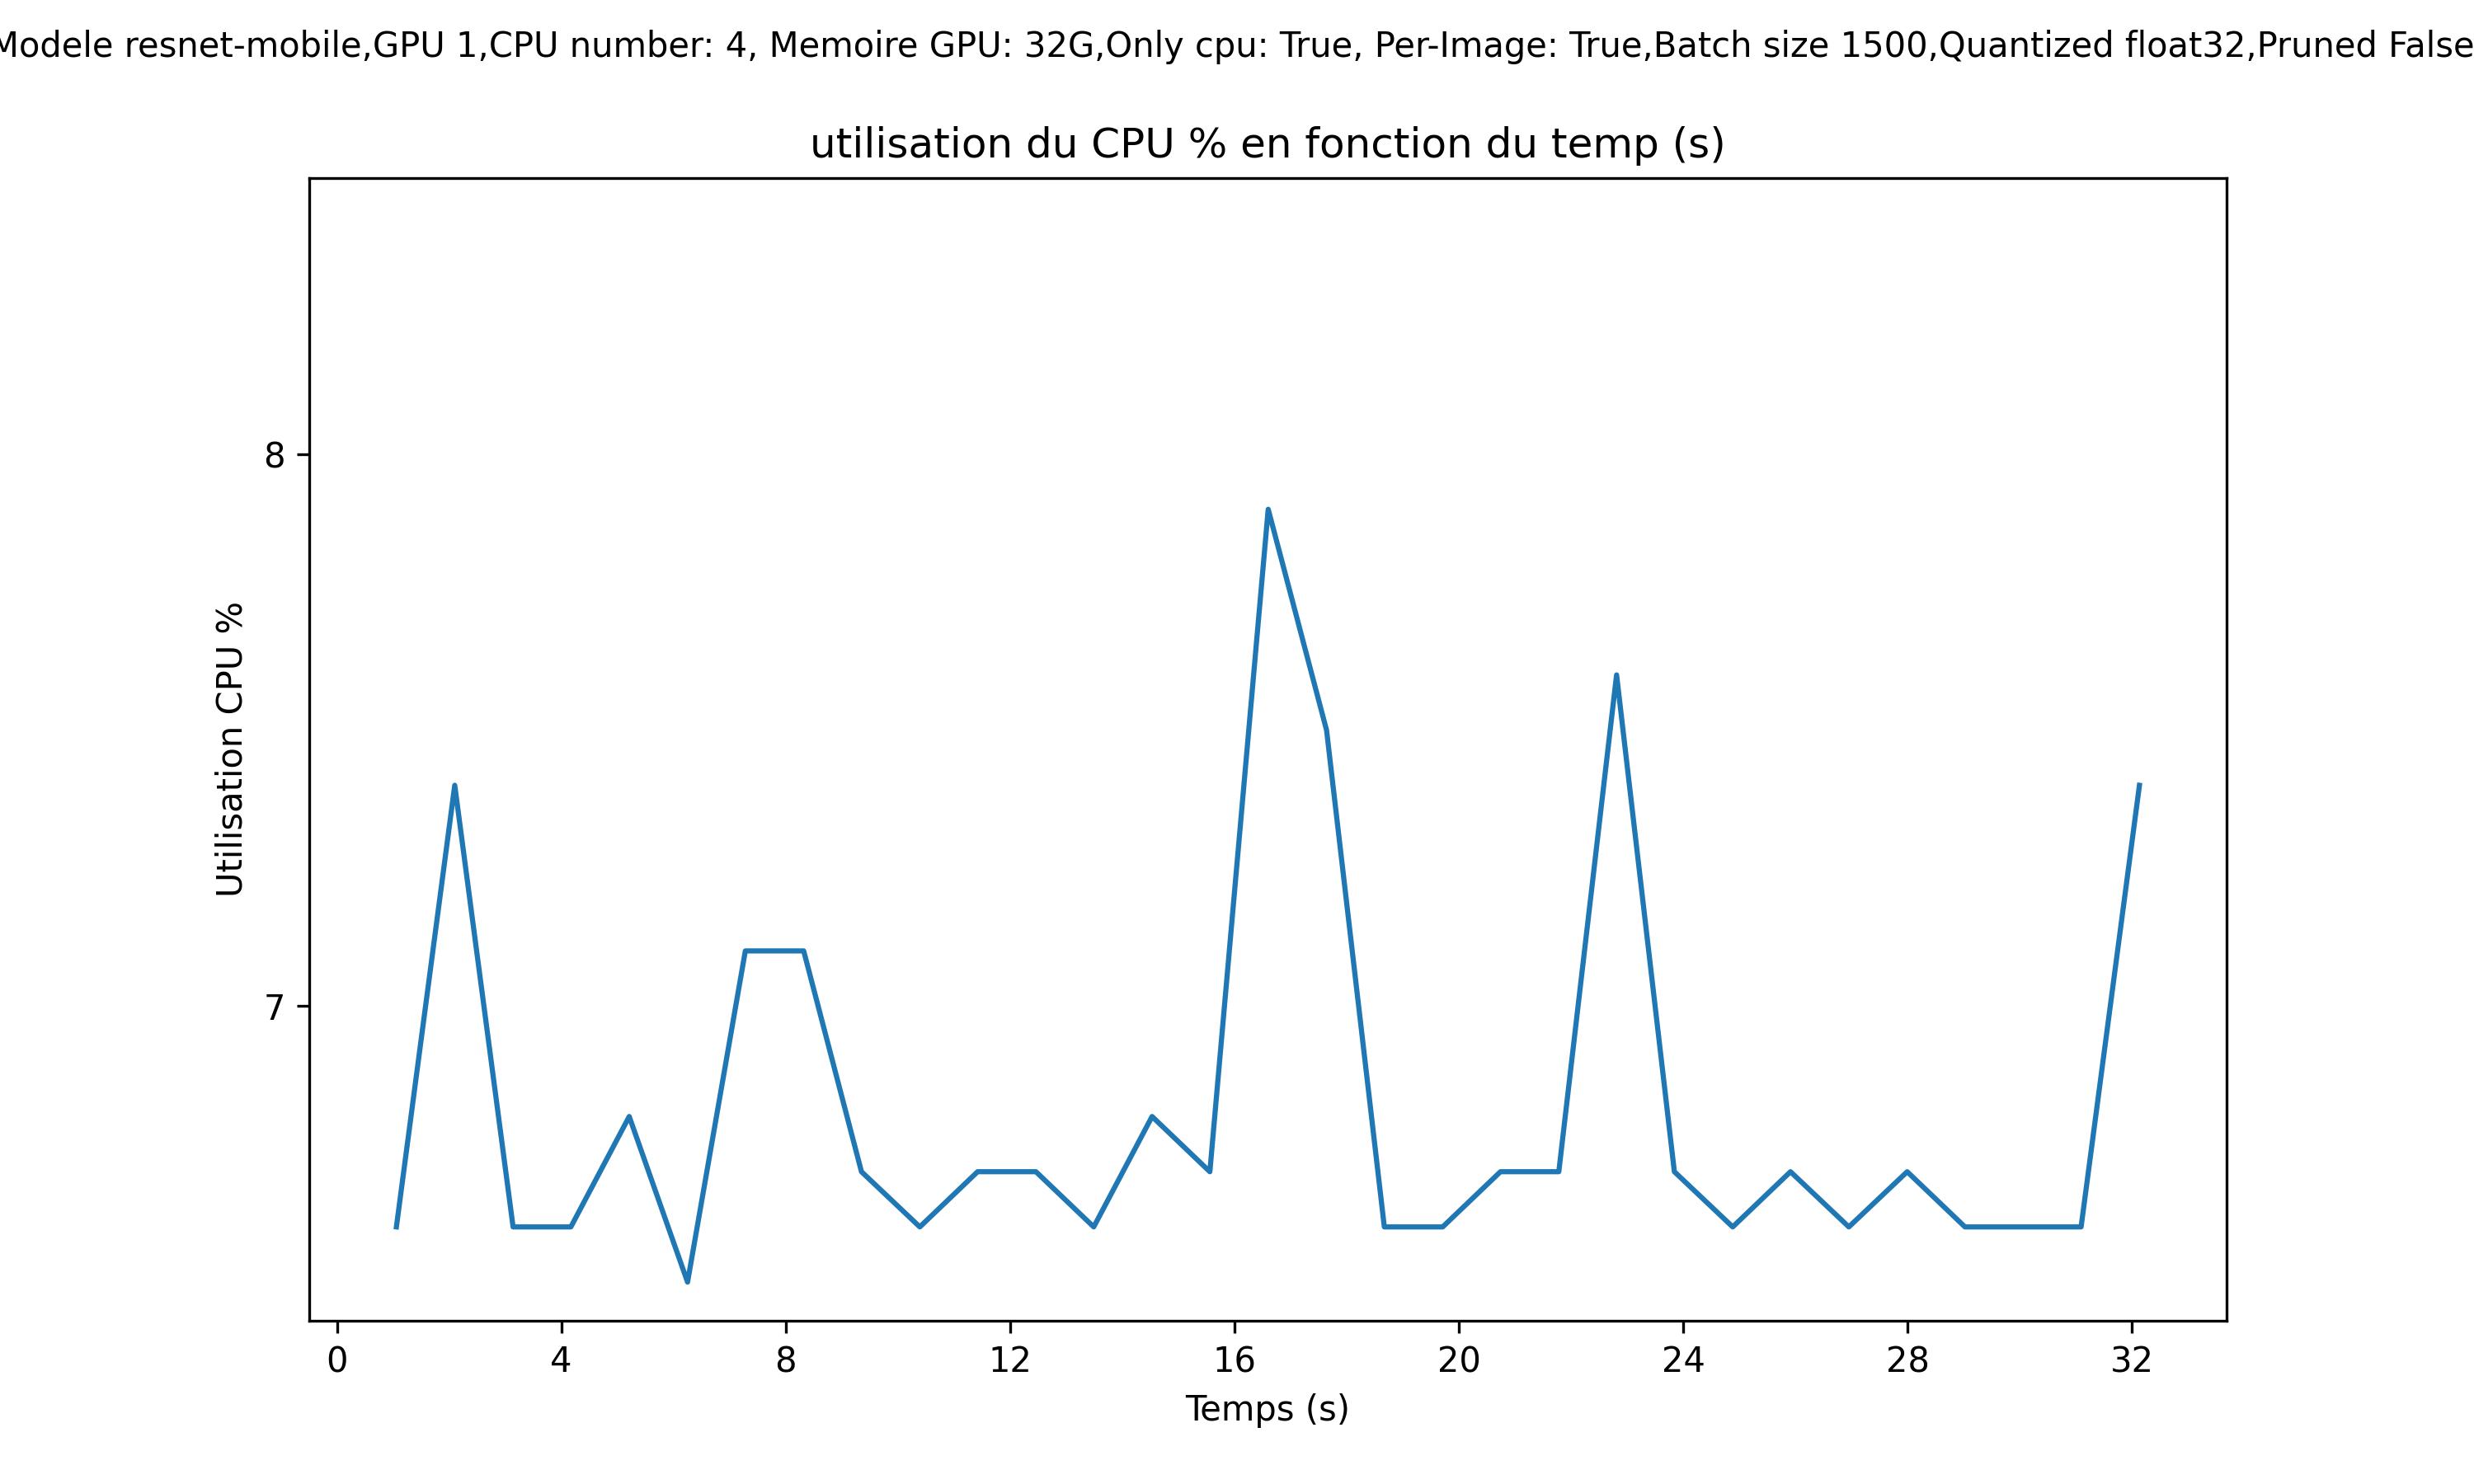 Modele resnet-mobile,GPU 1,CPU number: 4, Memoire GPU: 32G,Only cpu: True, Per-Image: True,Batch size 1500,Quantized float32,Pruned False
utilisation du CPU % en fonction du temp (s)
8
7
Utilisation CPU %
0 4 8 12 16 20 24 28 32
Temps (s)